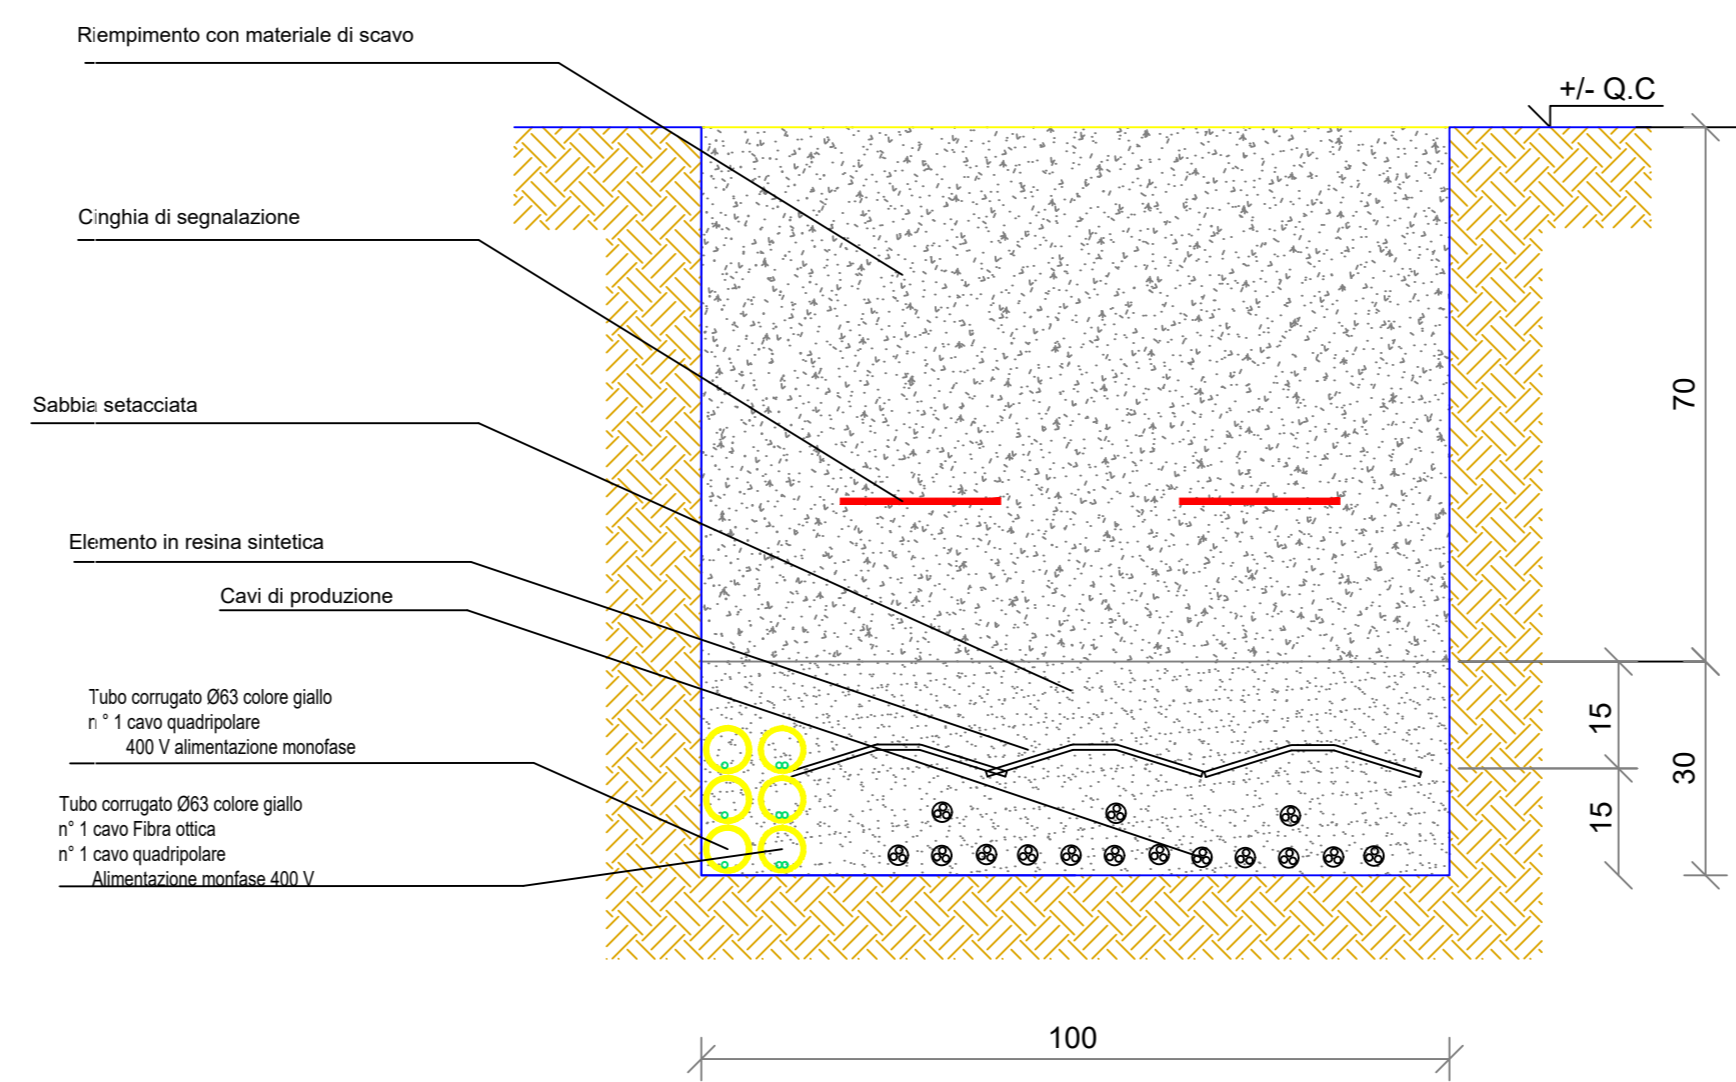 Riempimento con materiale di scavo
+/- Q.C
Cinghia di segnalazione
70
Sabbia setacciata
Elemento in resina sintetica
Cavi di produzione
Tubo corrugato Ø63 colore giallo
n ° 1 cavo quadripolare
400 V alimentazione monofase
15
30
15
Tubo corrugato Ø63 colore giallo
n° 1 cavo Fibra ottica
n° 1 cavo quadripolare
Alimentazione monfase 400 V
100